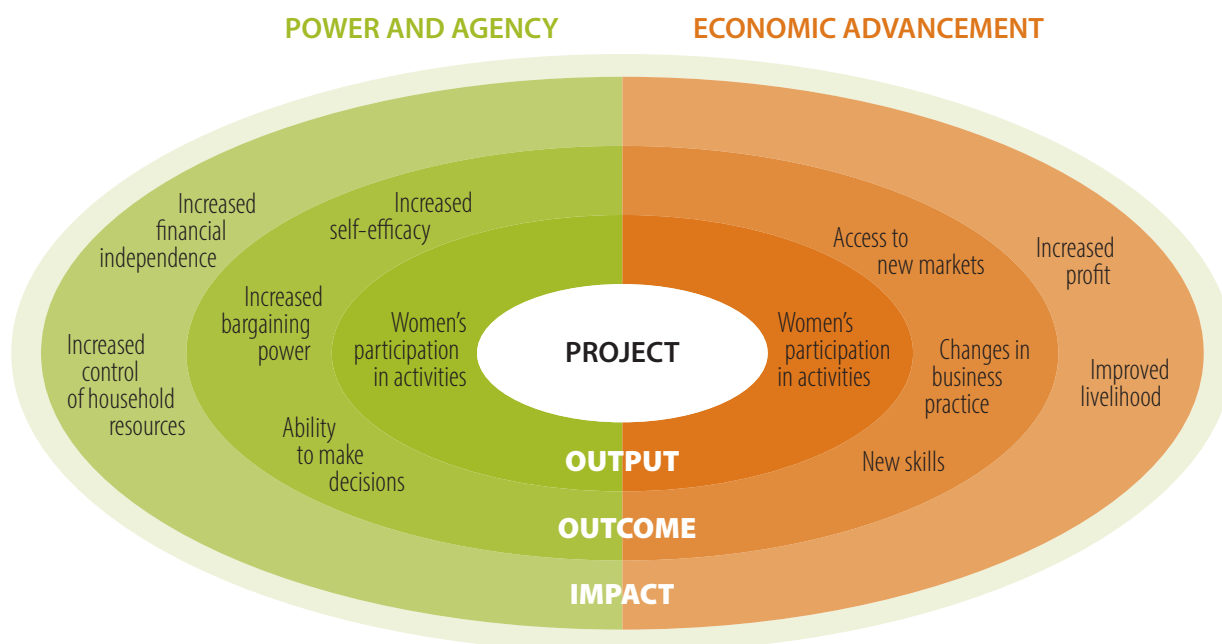 POWER AND AGENCY
ECONOMIC ADVANCEMENT
Increased
financial
independence
Increased
self-efficacy
Access to
new markets
Increased
profit
Increased
bargaining
power
Women's
participation
in activities
PROJECT
Women's
participation
in activities
Changes in
business
practice
Improved
livelihood
Increased
control
of household
resources
Ability
to make
decisions
New skills
OUTPUT
OUTCOME
IMPACT